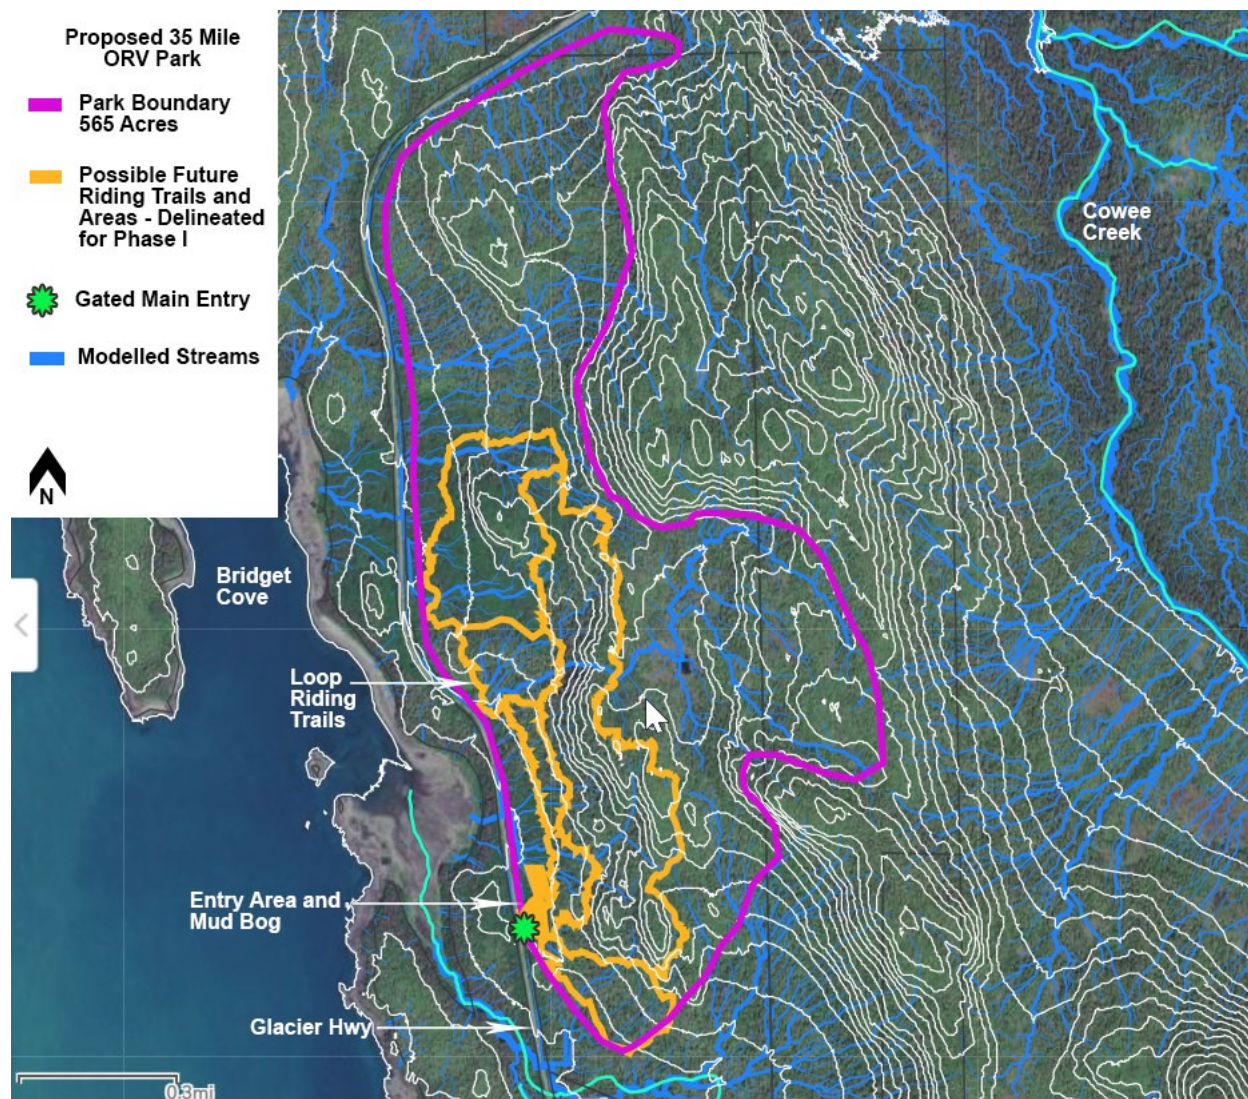 Proposed 35 Mile
ORV Park
Park Boundary
565 Acres
Possible Future
Riding Trails and
Areas - Delineated
for Phase I
Gated Main Entry
Modelled Streams
N
Cowee
Creek
Bridget
Cove
Loop
Riding
Trails
Entry Area and
Mud Bog
Glacier Hwy
0.3mi